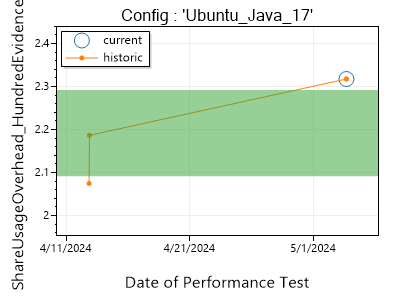 Config : 'Ubuntu_Java_17'
ShareUsageOverhead_HundredEvidence
current
historic
2.4
2.3
2.2
2.1
2
4/11/2024
4/21/2024
5/1/2024
Date of Performance Test